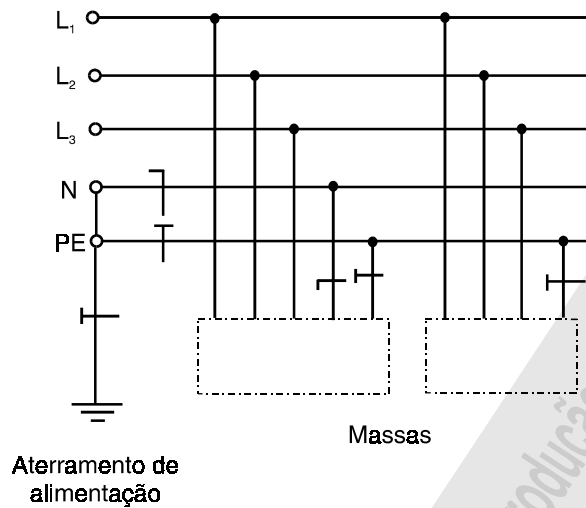 L1
L2
L3
N
PE
Massas
Aterramento de
alimentação